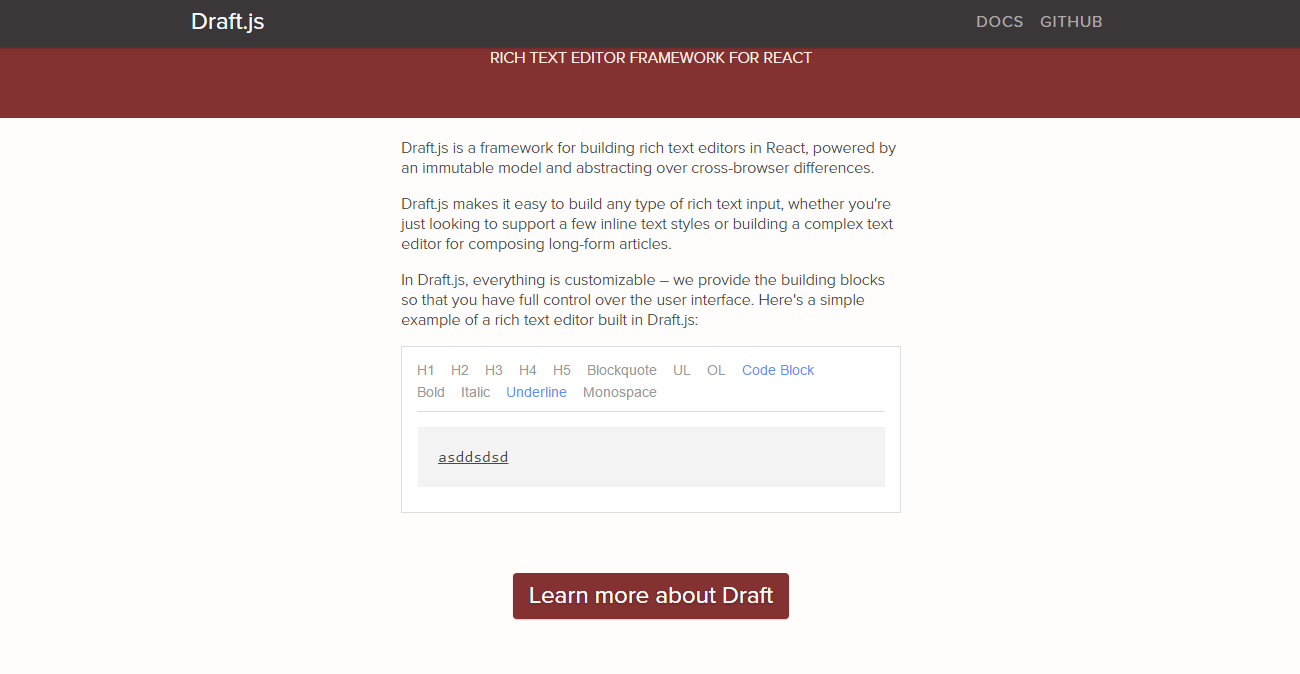 Draft.js DOCS GITHUB
RICH TEXT EDITOR FRAMEWORK FOR REACT
Draft.js is a framework for building rich text editors in React, powered by
an immutable model and abstracting over cross-browser differences.
Draft.js makes it easy to build any type of rich text input, whether you're
just looking to support a few inline text styles or building a complex text
editor for composing long-form articles.
In Draft.js, everything is customizable – we provide the building blocks
so that you have full control over the user interface. Here's a simple
example of a rich text editor built in Draft.js:
H1 H2 H3 H4 H5 Blockquote UL OL Code Block
Bold Italic Underline Monospace
asddsdsd
Learn more about Draft